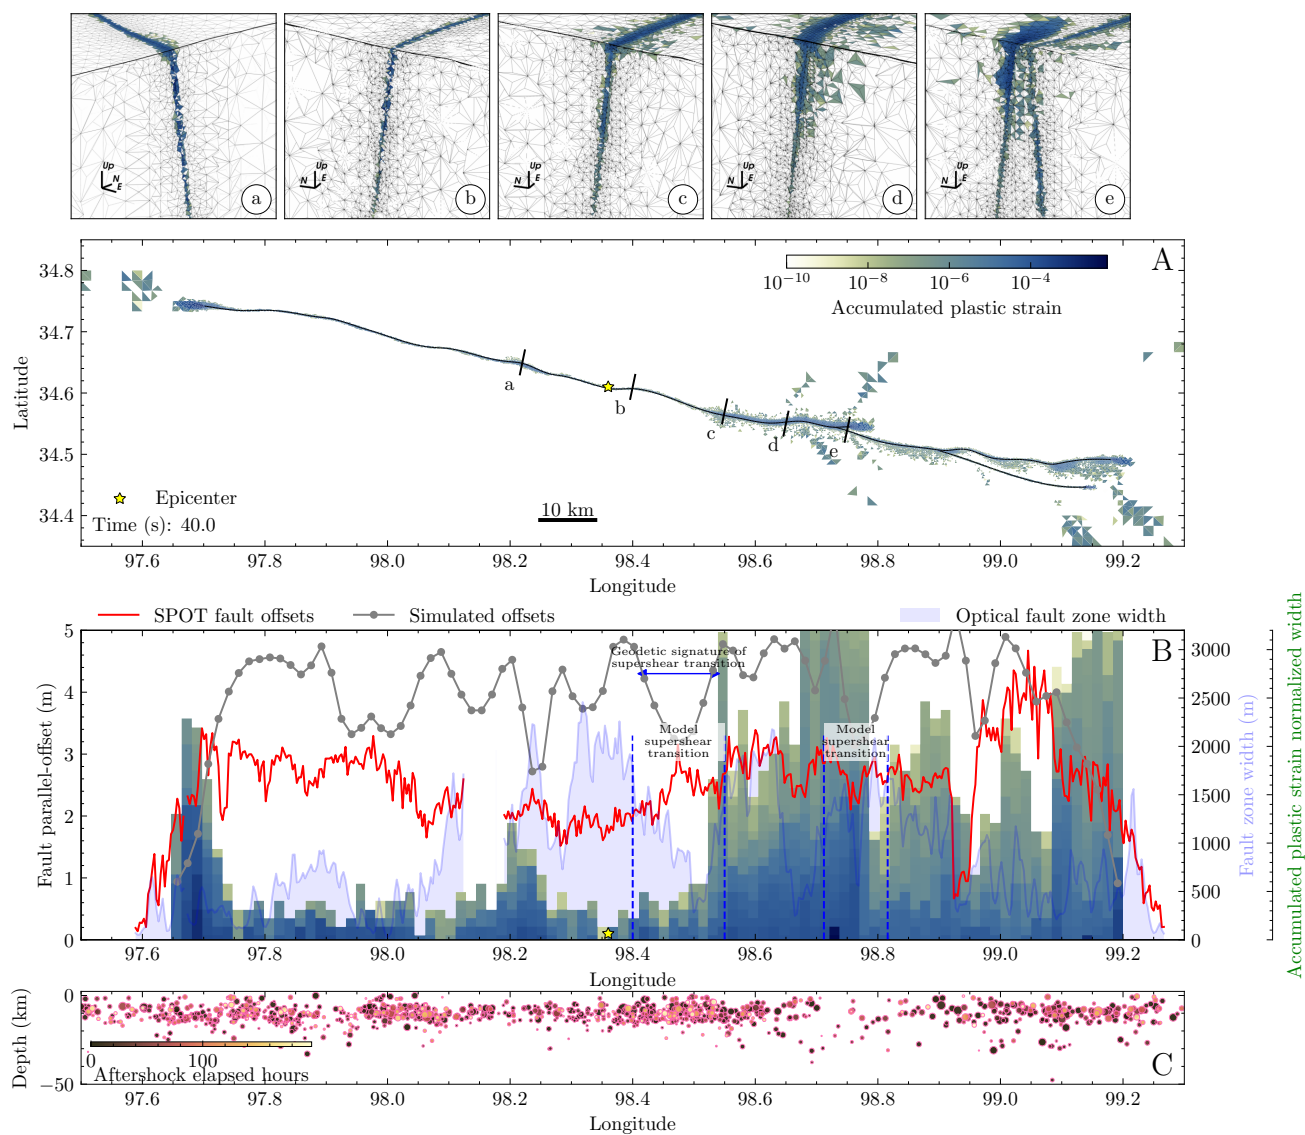 Up
N
E
a
Up
N
E
b
Up
N
E
c
Up
N
E
d
Up
N
E
e
A
34.8
34.7
34.6
34.5
34.4
Latitude
10⁻¹⁰ 10⁻⁸ 10⁻⁶ 10⁻⁴
Accumulated plastic strain
a
b
c
d
e
Epicenter
Time (s): 40.0
10 km
97.6 97.8 98.0 98.2 98.4 98.6 98.8 99.0 99.2
Longitude
SPOT fault offsets
Simulated offsets
Optical fault zone width
B
5
4
3
2
1
0
Fault parallel-offset (m)
Geodetic signature of
supershear transition
Model
supershear
transition
Model
supershear
transition
3000
2500
2000
1500
1000
500
0
Fault zone width (m)
Accumulated plastic strain normalized width
97.6 97.8 98.0 98.2 98.4 98.6 98.8 99.0 99.2
Longitude
0
−50
Depth (km)
0 100
Aftershock elapsed hours
C
97.6 97.8 98.0 98.2 98.4 98.6 98.8 99.0 99.2
Longitude